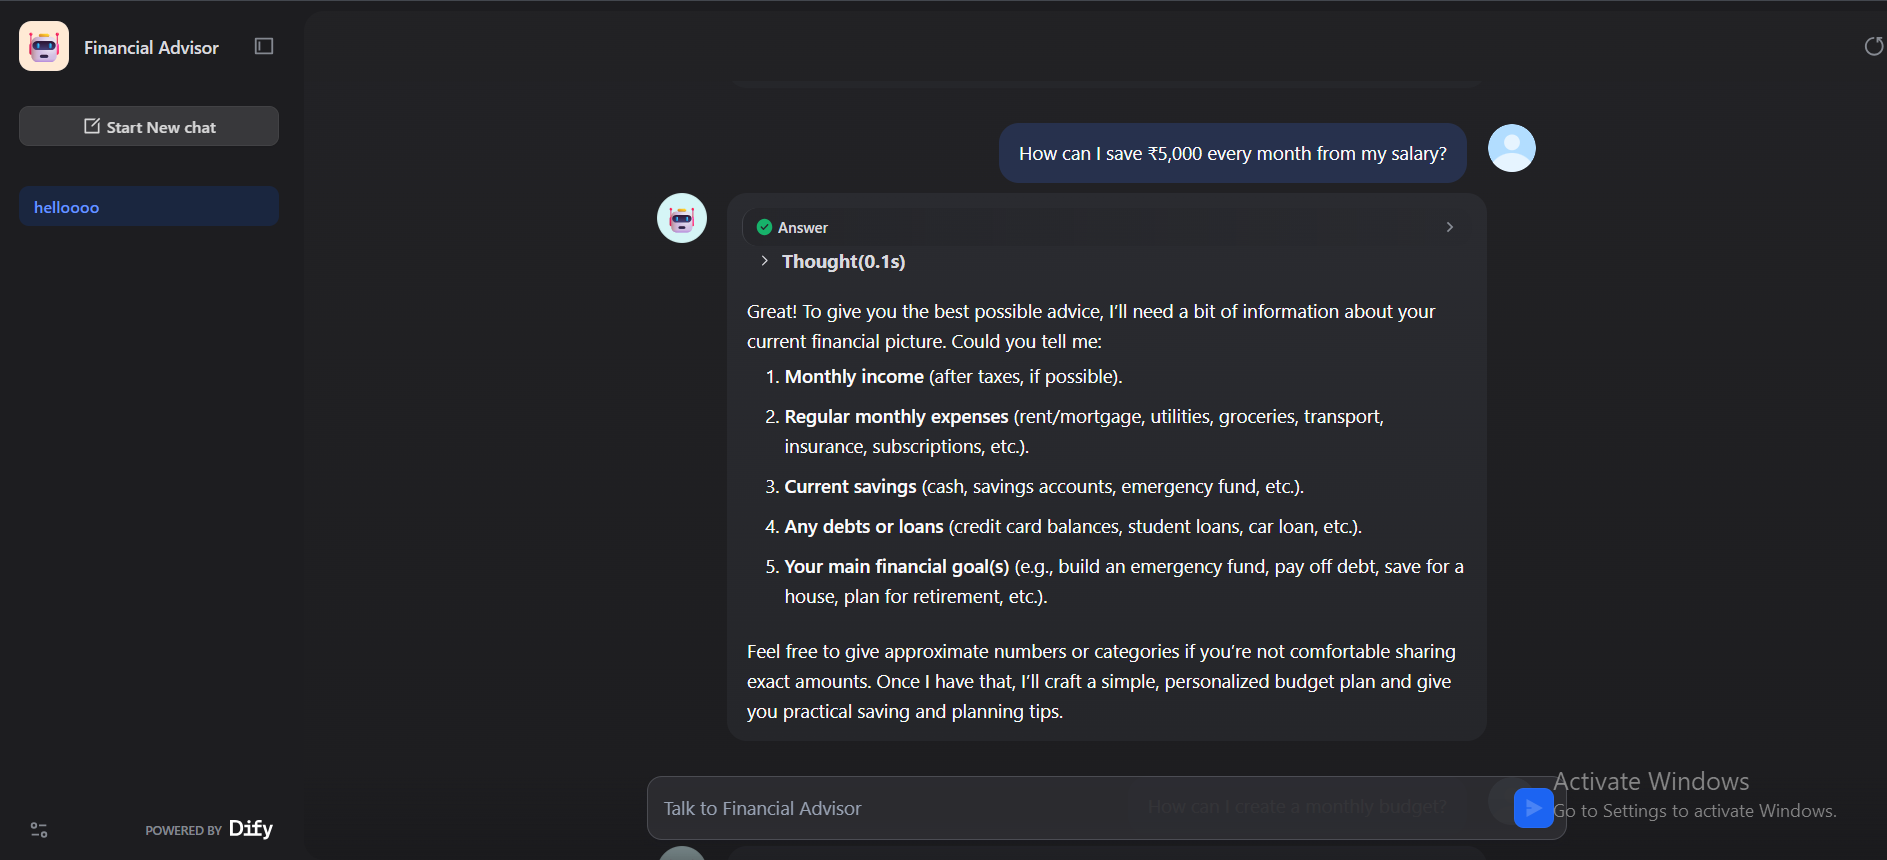 Financial Advisor
Start New chat
helloooo
How can I save ₹5,000 every month from my salary?
Answer
Thought(0.1s)
Great! To give you the best possible advice, I’ll need a bit of information about your
current financial picture. Could you tell me:
1. Monthly income (after taxes, if possible).
2. Regular monthly expenses (rent/mortgage, utilities, groceries, transport,
insurance, subscriptions, etc.).
3. Current savings (cash, savings accounts, emergency fund, etc.).
4. Any debts or loans (credit card balances, student loans, car loan, etc.).
5. Your main financial goal(s) (e.g., build an emergency fund, pay off debt, save for a
house, plan for retirement, etc.).
Feel free to give approximate numbers or categories if you’re not comfortable sharing
exact amounts. Once I have that, I’ll craft a simple, personalized budget plan and give
you practical saving and planning tips.
Talk to Financial Advisor
How can I create a monthly budget?
Activate Windows
Go to Settings to activate Windows.
POWERED BY Dify